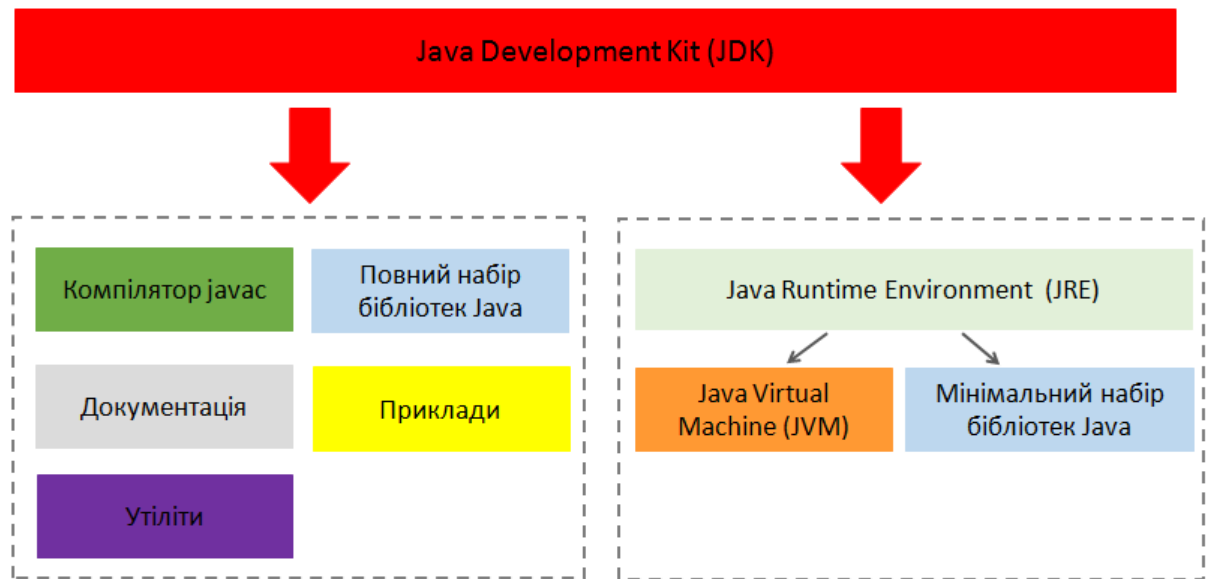 Java Development Kit (JDK)
Компілятор javac
Повний набір
бібліотек Java
Документація
Приклади
Утіліти
Java Runtime Environment (JRE)
Java Virtual
Machine (JVM)
Мінімальний набір
бібліотек Java